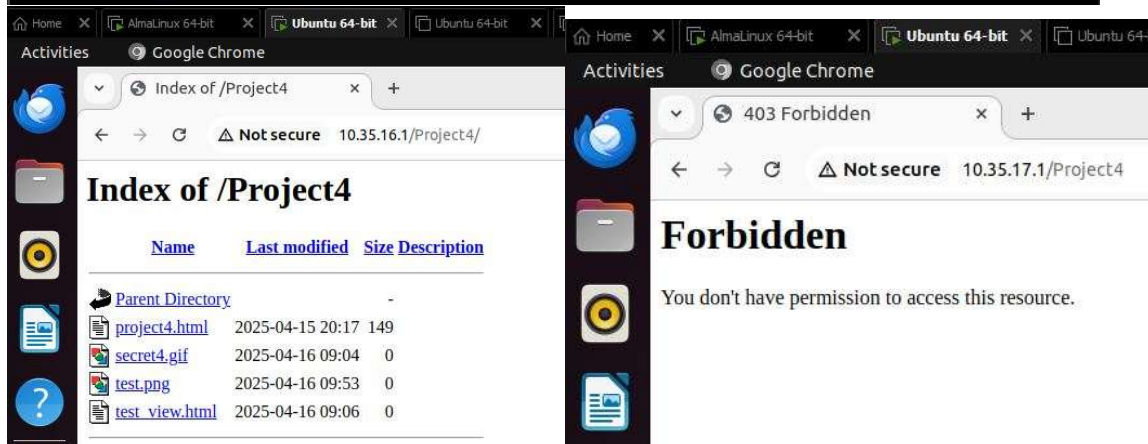 Home AlmaLinux 64-bit Ubuntu 64-bit Ubuntu 64-bit
Activities Google Chrome
Index of /Project4
Not secure 10.35.16.1/Project4/
Index of /Project4
Name Last modified Size Description
Parent Directory -
project4.html 2025-04-15 20:17 149
secret4.gif 2025-04-16 09:04 0
test.png 2025-04-16 09:53 0
test_view.html 2025-04-16 09:06 0
Home AlmaLinux 64-bit Ubuntu 64-bit Ubuntu 64-
Activities Google Chrome
403 Forbidden
Not secure 10.35.17.1/Project4
Forbidden
You don't have permission to access this resource.